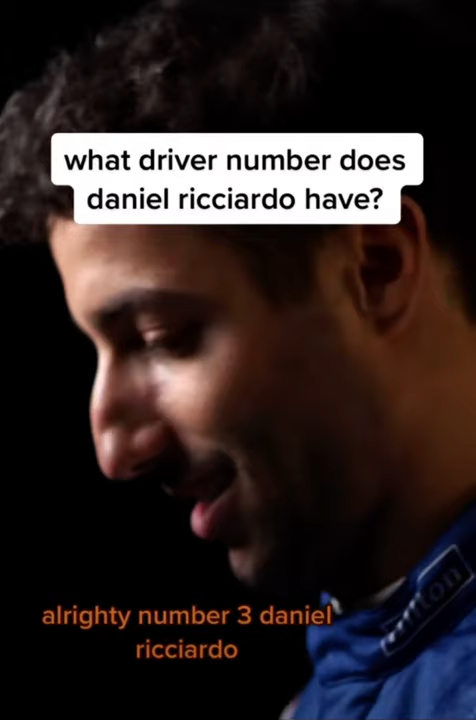 what driver number does
daniel ricciardo have?
alrighty number 3 daniel
ricciardo